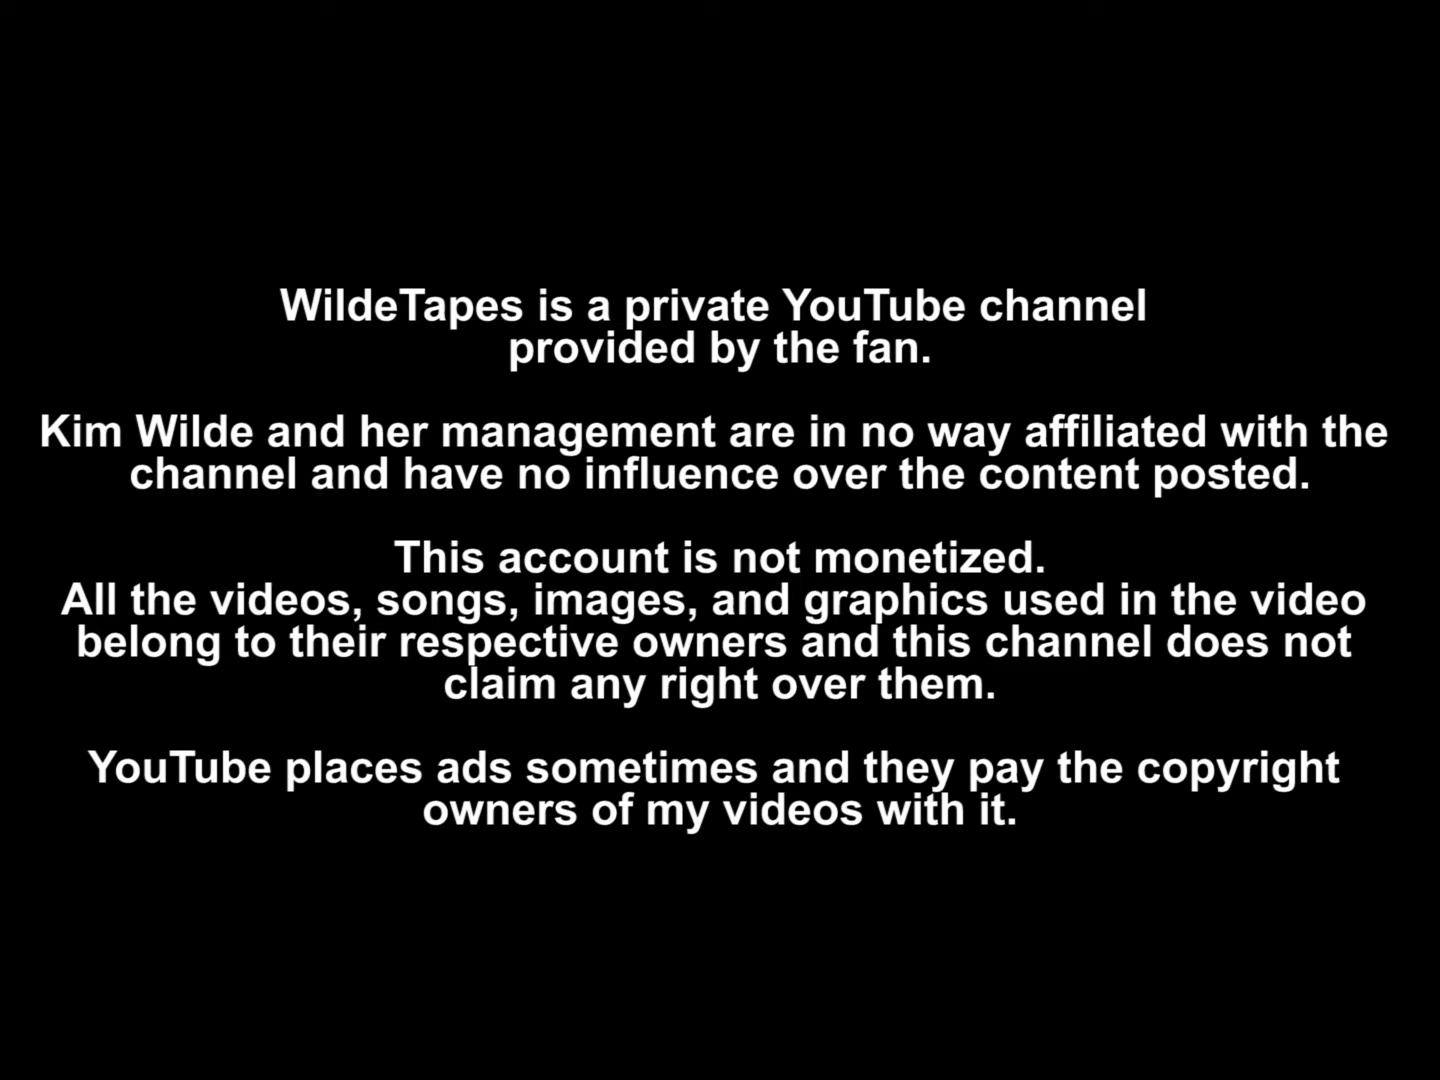 WildeTapes is a private YouTube channel
provided by the fan.
Kim Wilde and her management are in no way affiliated with the
channel and have no influence over the content posted.
This account is not monetized.
All the videos, songs, images, and graphics used in the video
belong to their respective owners and this channel does not
claim any right over them.
YouTube places ads sometimes and they pay the copyright
owners of my videos with it.